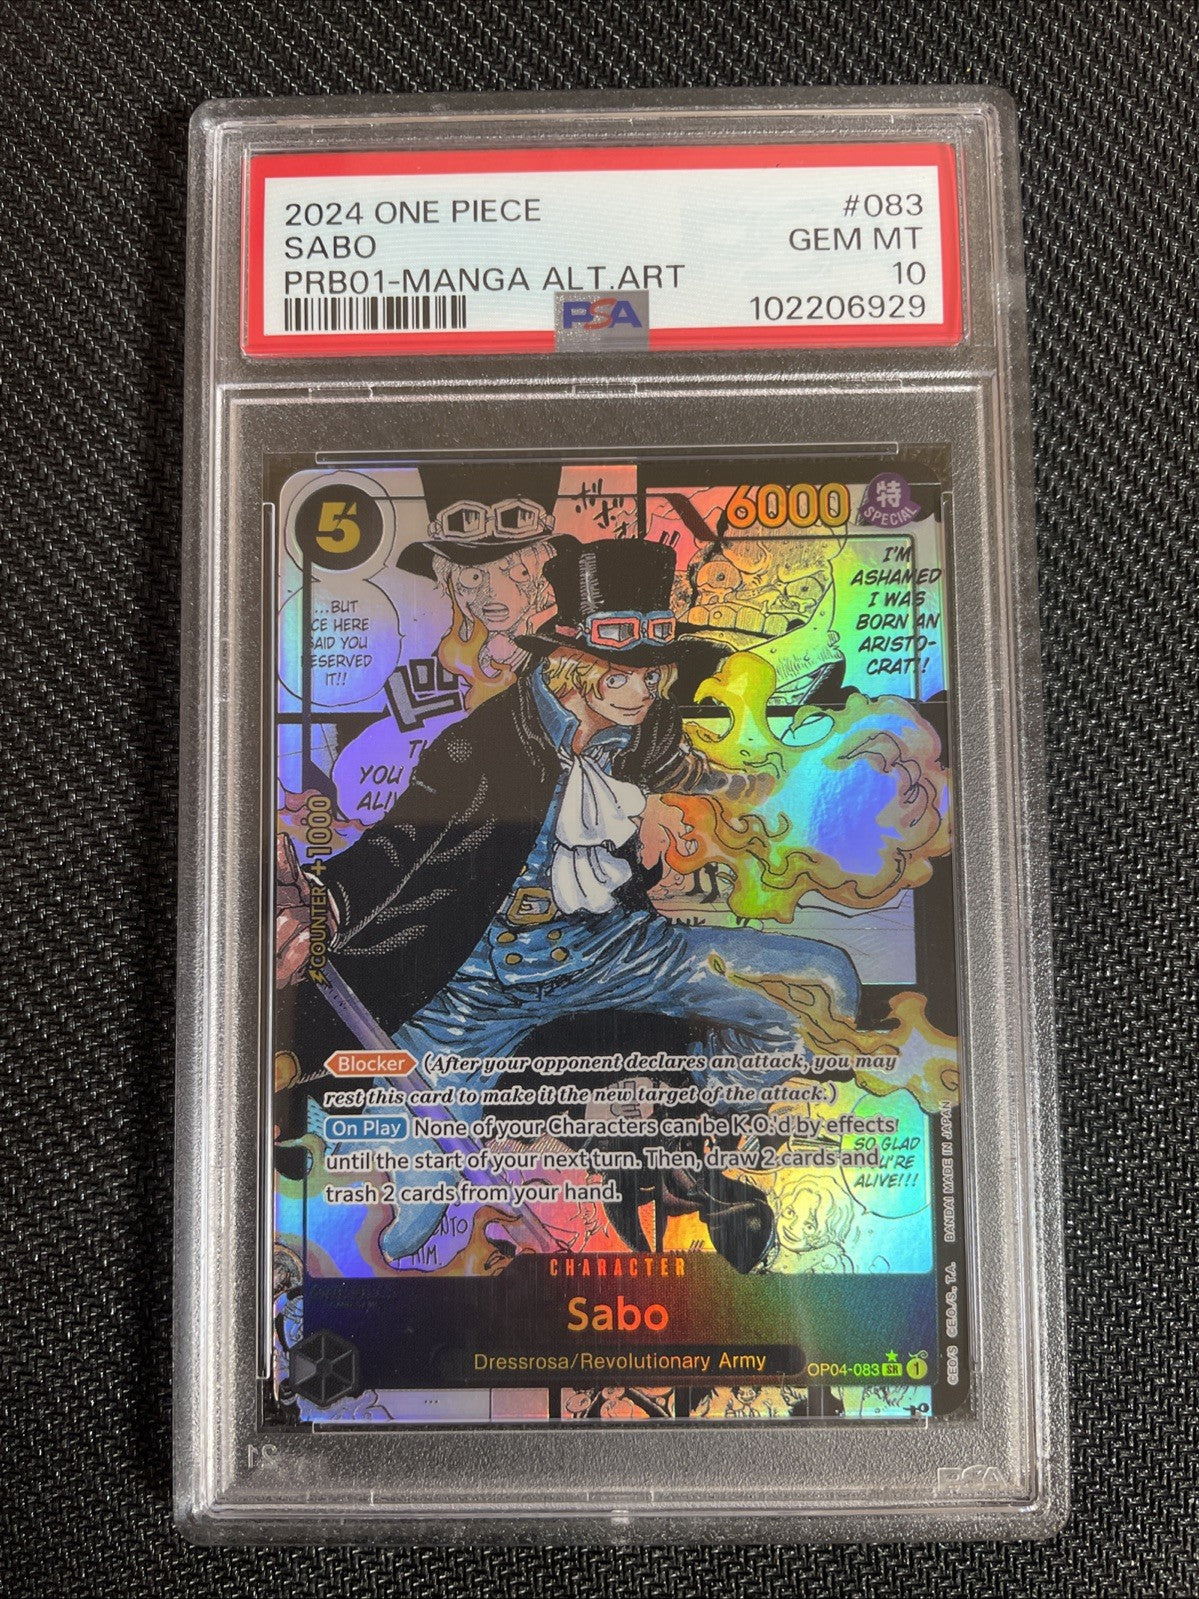 2024 ONE PIECE #083
SABO GEM MT
PRB01-MANGA ALT.ART 10
PSA 102206929
5
6000
特
SPECIAL
I'M
ASHAMED
I WAS
BORN AN
ARISTO-
CRAT!!
...BUT
HERE
SAID YOU
DESERVED
IT!!
YOU
COUNTER +1000
Blocker (After your opponent declares an attack, you may
rest this card to make it the new target of the attack.)
On Play None of your Characters can be K.O.'d by effects
until the start of your next turn. Then, draw 2 cards and
trash 2 cards from your hand.
SO GLAD
ALIVE!!!
HIM.
CHARACTER
Sabo
Dressrosa/Revolutionary Army
OP04-083 SR 1
©E.O./S., T.A. BANDAI MADE IN JAPAN
PSA